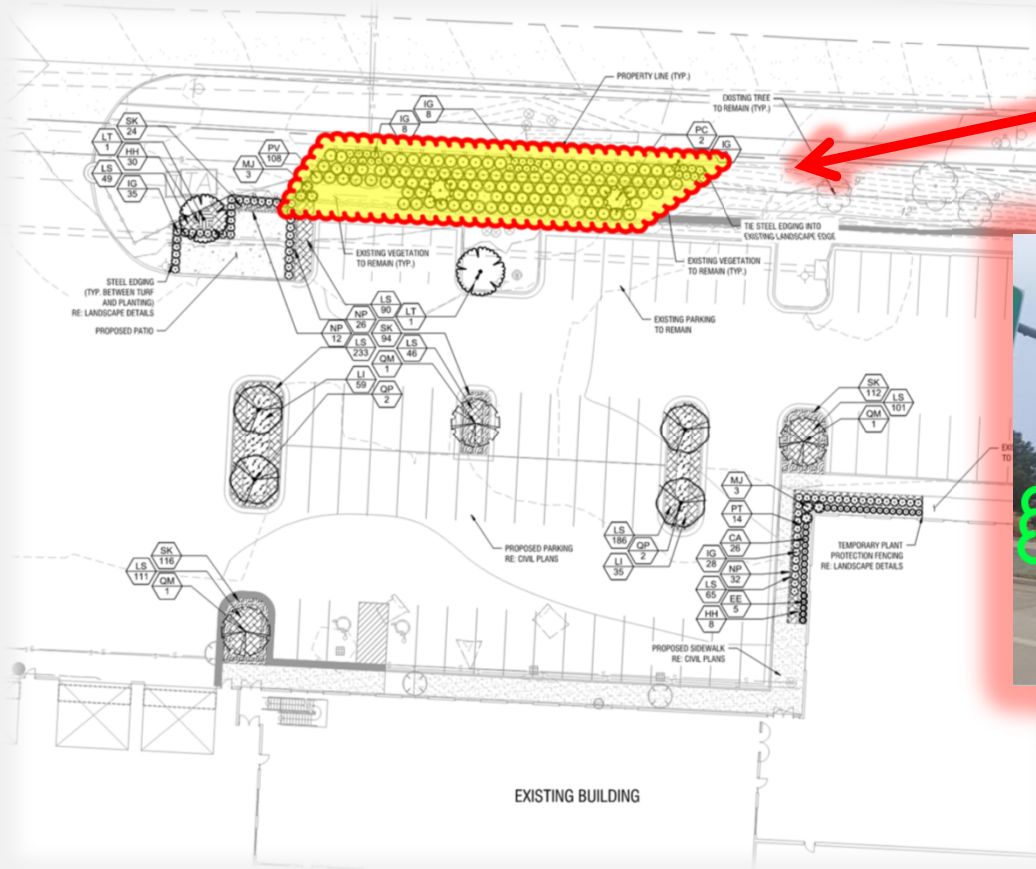 PROPERTY LINE (TYP.)
EXISTING TREE
TO REMAIN (TYP.)
IG
8
IG
8
PC
2
IG
SK
24
LT
1
HH
30
LS
49
IG
35
PV
108
MJ
3
TIE STEEL EDGING INTO
EXISTING LANDSCAPE EDGE
EXISTING VEGETATION
TO REMAIN (TYP.)
EXISTING VEGETATION
TO REMAIN (TYP.)
STEEL EDGING
(TYP. BETWEEN TURF
AND PLANTING)
RE: LANDSCAPE DETAILS
PROPOSED PATIO
EXISTING PARKING
TO REMAIN
LS
90
LT
1
NP
26
NP
12
SK
94
LS
233
LS
46
QM
1
LI
59
QP
2
SK
112
LS
101
QM
1
MJ
3
PT
14
CA
26
IG
28
NP
32
LS
65
EE
5
HH
8
LS
186
QP
2
LI
35
PROPOSED PARKING
RE: CIVIL PLANS
TEMPORARY PLANT
PROTECTION FENCING
RE: LANDSCAPE DETAILS
SK
116
LS
111
QM
1
PROPOSED SIDEWALK
RE: CIVIL PLANS
EXISTING BUILDING